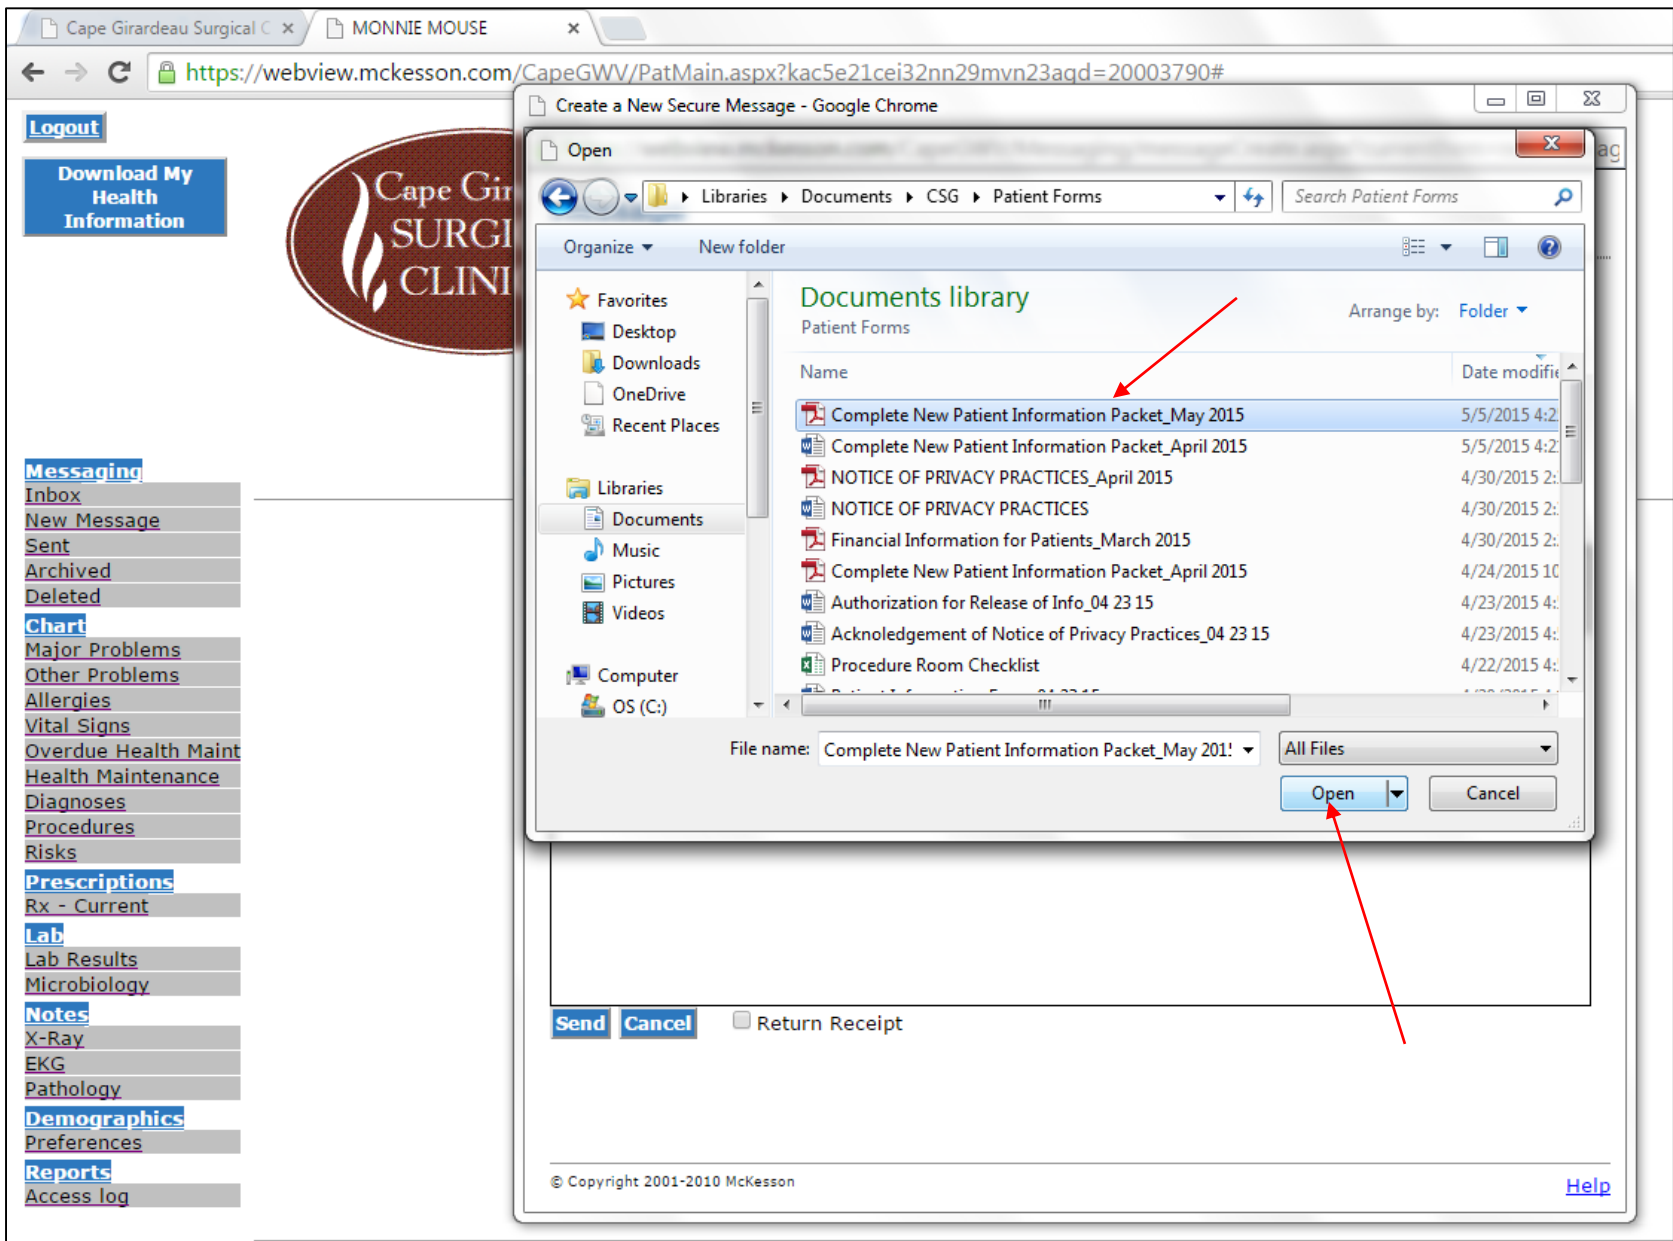 Cape Girardeau Surgical C
MONNIE MOUSE
https://webview.mckesson.com/CapeGWV/PatMain.aspx?kac5e21cei32nn29mvn23aqd=20003790#
Logout
Download My
Health
Information
Cape Gir
SURGI
CLINI
Messaging
Inbox
New Message
Sent
Archived
Deleted
Chart
Major Problems
Other Problems
Allergies
Vital Signs
Overdue Health Maint
Health Maintenance
Diagnoses
Procedures
Risks
Prescriptions
Rx - Current
Lab
Lab Results
Microbiology
Notes
X-Ray
EKG
Pathology
Demographics
Preferences
Reports
Access log
Create a New Secure Message - Google Chrome
Open
ag
Libraries Documents CSG Patient Forms Search Patient Forms
Organize New folder
Favorites
Desktop
Downloads
OneDrive
Recent Places
Libraries
Documents
Music
Pictures
Videos
Computer
OS (C:)
Documents library
Patient Forms
Arrange by: Folder
Name Date modifie
Complete New Patient Information Packet_May 2015 5/5/2015 4:2
Complete New Patient Information Packet_April 2015 5/5/2015 4:2
NOTICE OF PRIVACY PRACTICES_April 2015 4/30/2015 2:
NOTICE OF PRIVACY PRACTICES 4/30/2015 2:
Financial Information for Patients_March 2015 4/30/2015 2:
Complete New Patient Information Packet_April 2015 4/24/2015 10
Authorization for Release of Info_04 23 15 4/23/2015 4:
Acknoledgement of Notice of Privacy Practices_04 23 15 4/23/2015 4:
Procedure Room Checklist 4/22/2015 4:
File name: Complete New Patient Information Packet_May 201 All Files
Open Cancel
Send Cancel Return Receipt
© Copyright 2001-2010 McKesson
Help